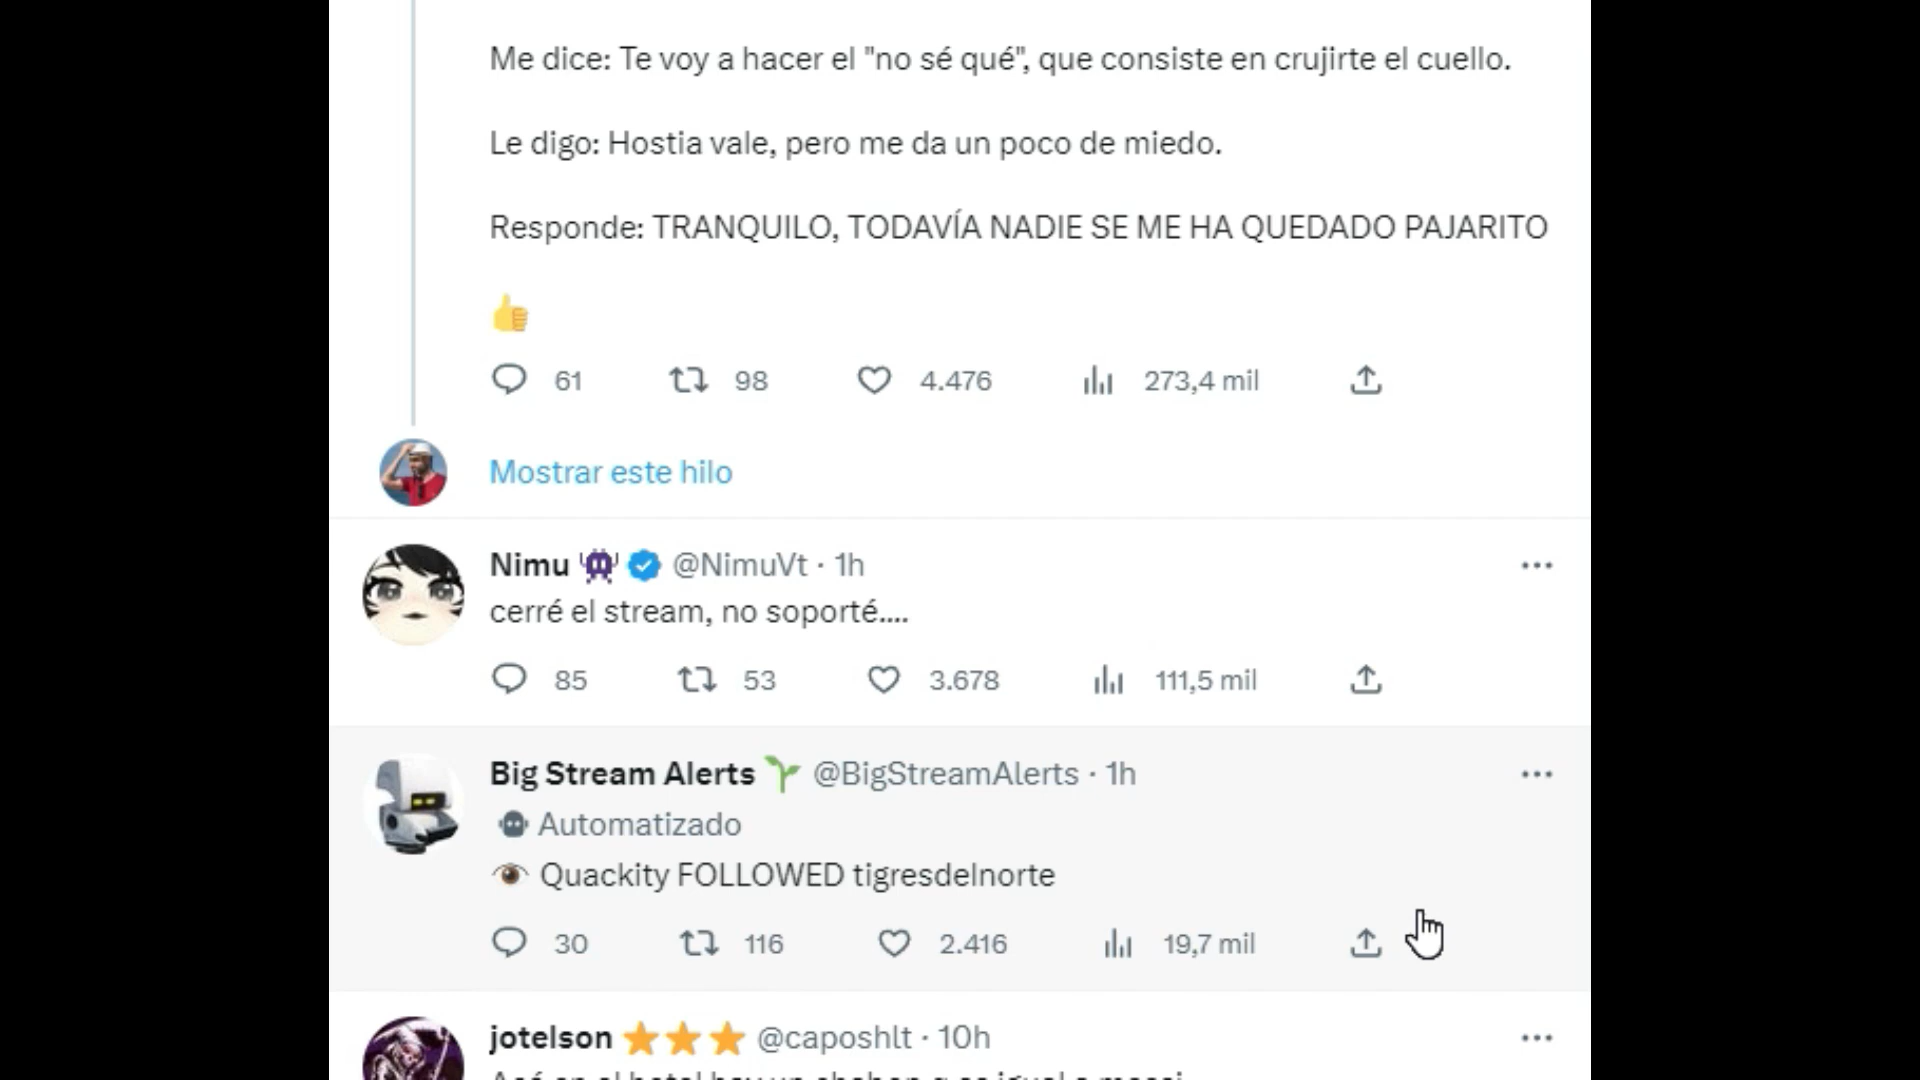 Me dice: Te voy a hacer el "no sé qué", que consiste en crujirte el cuello.
Le digo: Hostia vale, pero me da un poco de miedo.
Responde: TRANQUILO, TODAVÍA NADIE SE ME HA QUEDADO PAJARITO
👍
61 98 4.476 273,4 mil
Mostrar este hilo
Nimu @NimuVt · 1h
cerré el stream, no soporté....
85 53 3.678 111,5 mil
Big Stream Alerts @BigStreamAlerts · 1h
Automatizado
👁 Quackity FOLLOWED tigresdelnorte
30 116 2.416 19,7 mil
jotelson ⭐⭐⭐ @caposhlt · 10h